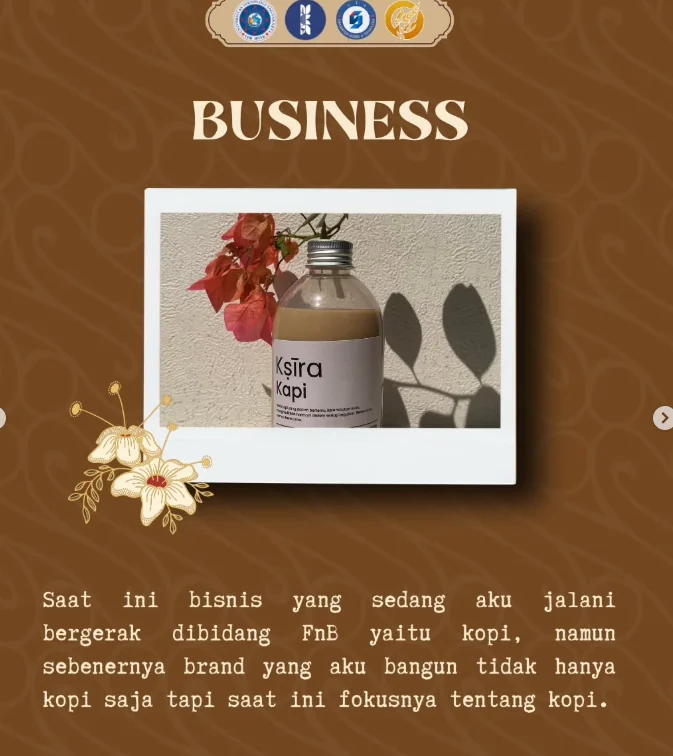 BUSINESS
Kṣīra
Kapi
Saat ini bisnis yang sedang aku jalani
bergerak dibidang FnB yaitu kopi, namun
sebenernya brand yang aku bangun tidak hanya
kopi saja tapi saat ini fokusnya tentang kopi.